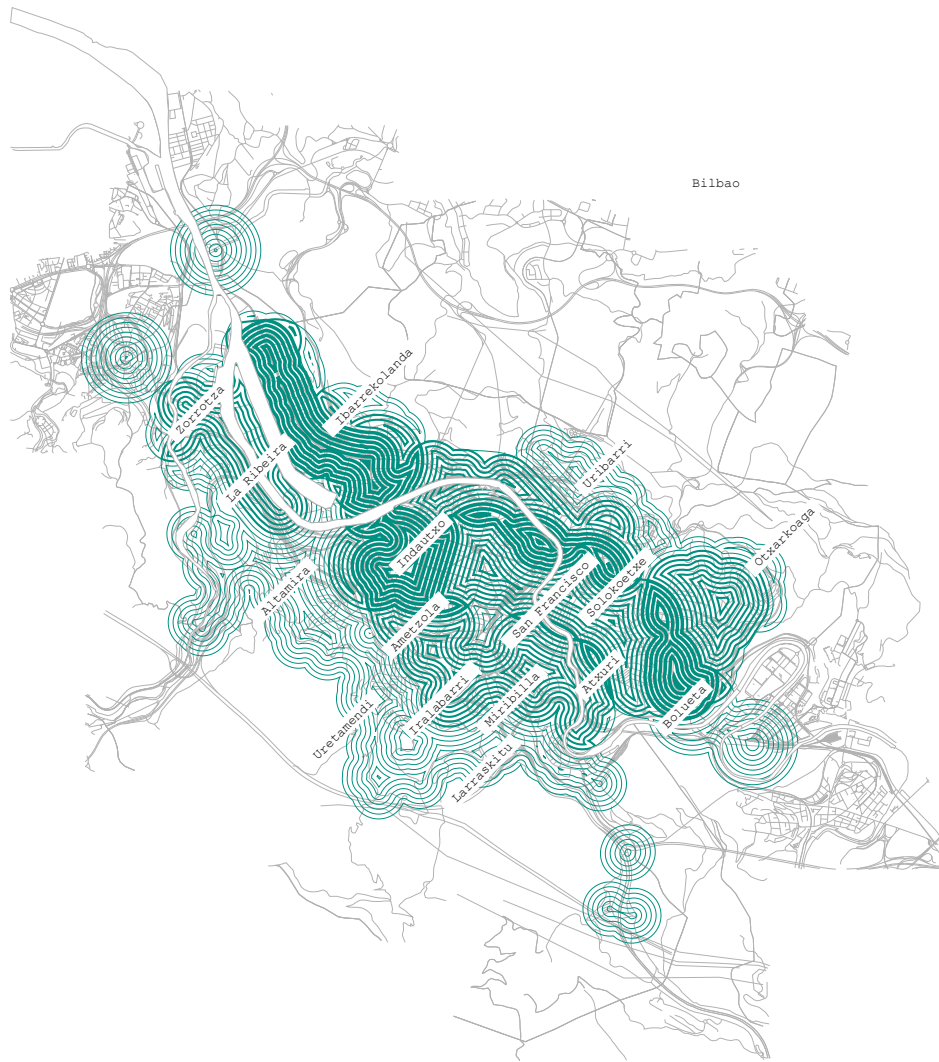 Bilbao
Ibarrekolanda
Zorrotza
La Ribeira
Uribarri
Indautxo
Otxarkoaga
Altamira
San Francisco
Solokoetxe
Ametzola
Atxuri
Iralabarri
Miribilla
Bolueta
Uretamendi
Larraskitu